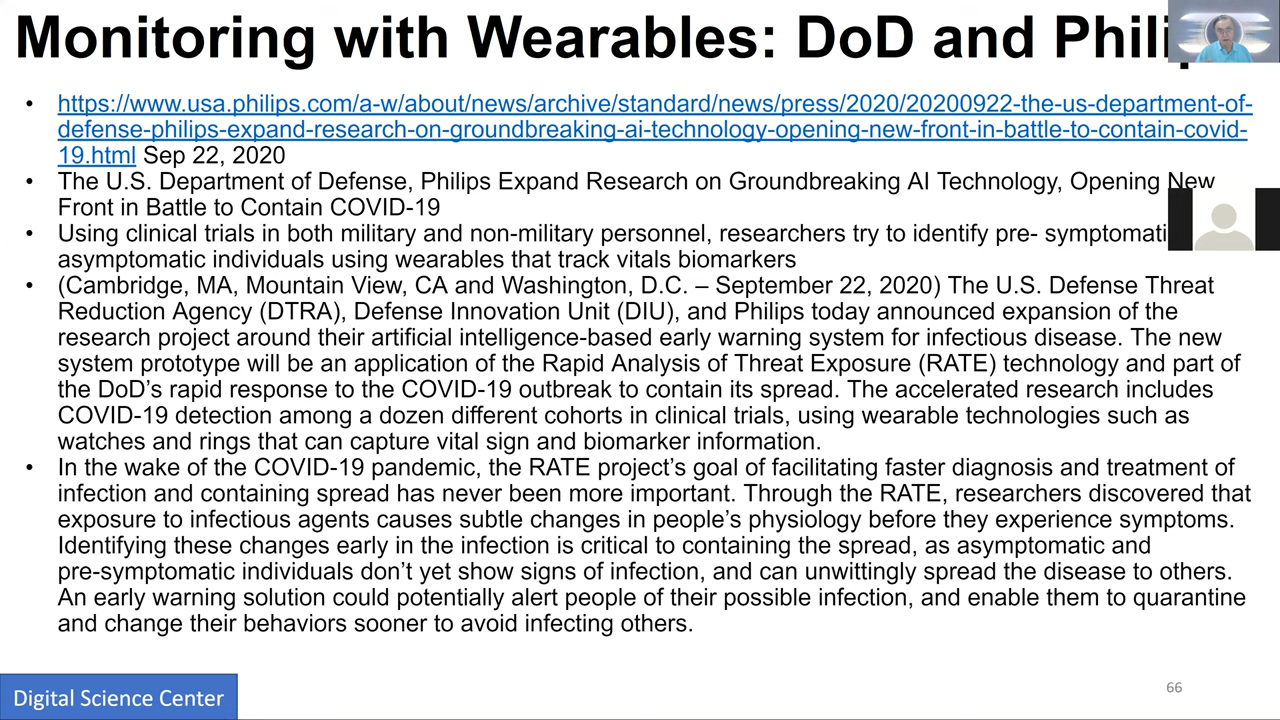 Monitoring with Wearables: DoD and Philip
• https://www.usa.philips.com/a-w/about/news/archive/standard/news/press/2020/20200922-the-us-department-of-
defense-philips-expand-research-on-groundbreaking-ai-technology-opening-new-front-in-battle-to-contain-covid-
19.html Sep 22, 2020
• The U.S. Department of Defense, Philips Expand Research on Groundbreaking AI Technology, Opening New
Front in Battle to Contain COVID-19
• Using clinical trials in both military and non-military personnel, researchers try to identify pre- symptomati
asymptomatic individuals using wearables that track vitals biomarkers
• (Cambridge, MA, Mountain View, CA and Washington, D.C. – September 22, 2020) The U.S. Defense Threat
Reduction Agency (DTRA), Defense Innovation Unit (DIU), and Philips today announced expansion of the
research project around their artificial intelligence-based early warning system for infectious disease. The new
system prototype will be an application of the Rapid Analysis of Threat Exposure (RATE) technology and part of
the DoD’s rapid response to the COVID-19 outbreak to contain its spread. The accelerated research includes
COVID-19 detection among a dozen different cohorts in clinical trials, using wearable technologies such as
watches and rings that can capture vital sign and biomarker information.
• In the wake of the COVID-19 pandemic, the RATE project’s goal of facilitating faster diagnosis and treatment of
infection and containing spread has never been more important. Through the RATE, researchers discovered that
exposure to infectious agents causes subtle changes in people’s physiology before they experience symptoms.
Identifying these changes early in the infection is critical to containing the spread, as asymptomatic and
pre-symptomatic individuals don’t yet show signs of infection, and can unwittingly spread the disease to others.
An early warning solution could potentially alert people of their possible infection, and enable them to quarantine
and change their behaviors sooner to avoid infecting others.
Digital Science Center
66